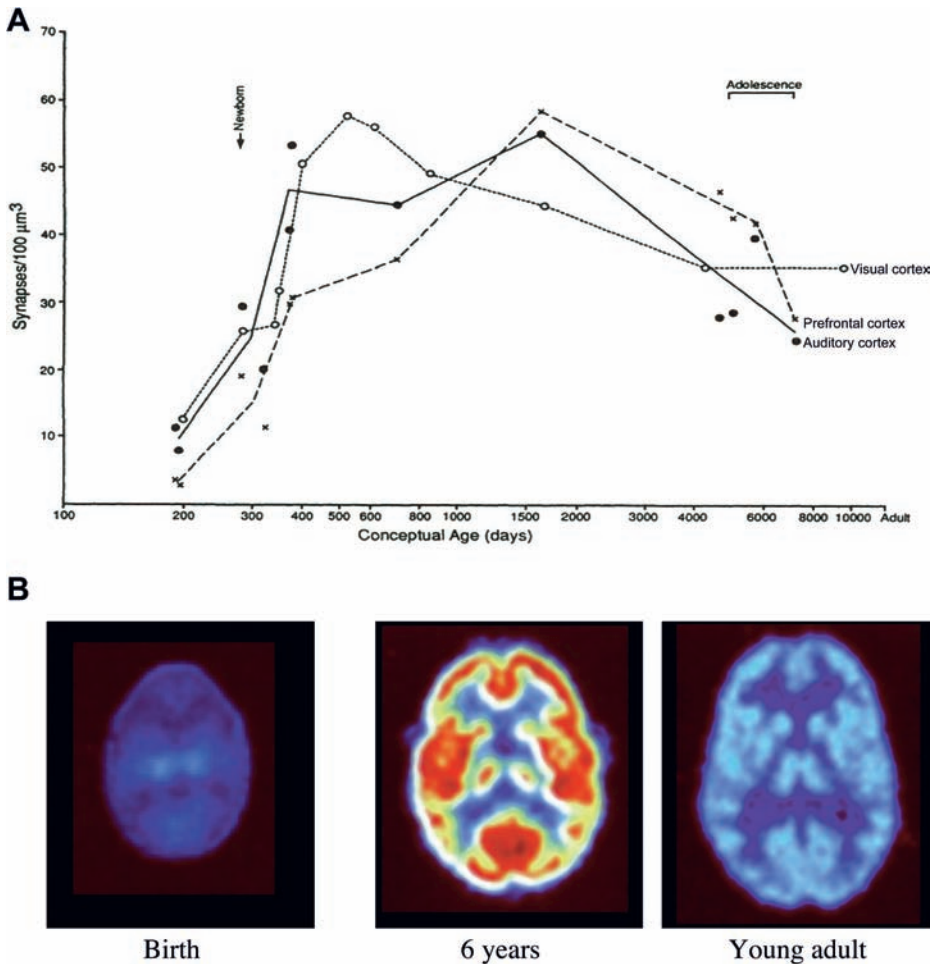 A
70
60
50
40
30
20
10
Synapses/100 µm³
Newborn
Adolescence
Visual cortex
Prefrontal cortex
Auditory cortex
100 200 300 400 500 600 800 1000 1500 2000 4000 6000 8000 10000 Adult
Conceptual Age (days)
B
Birth 6 years Young adult